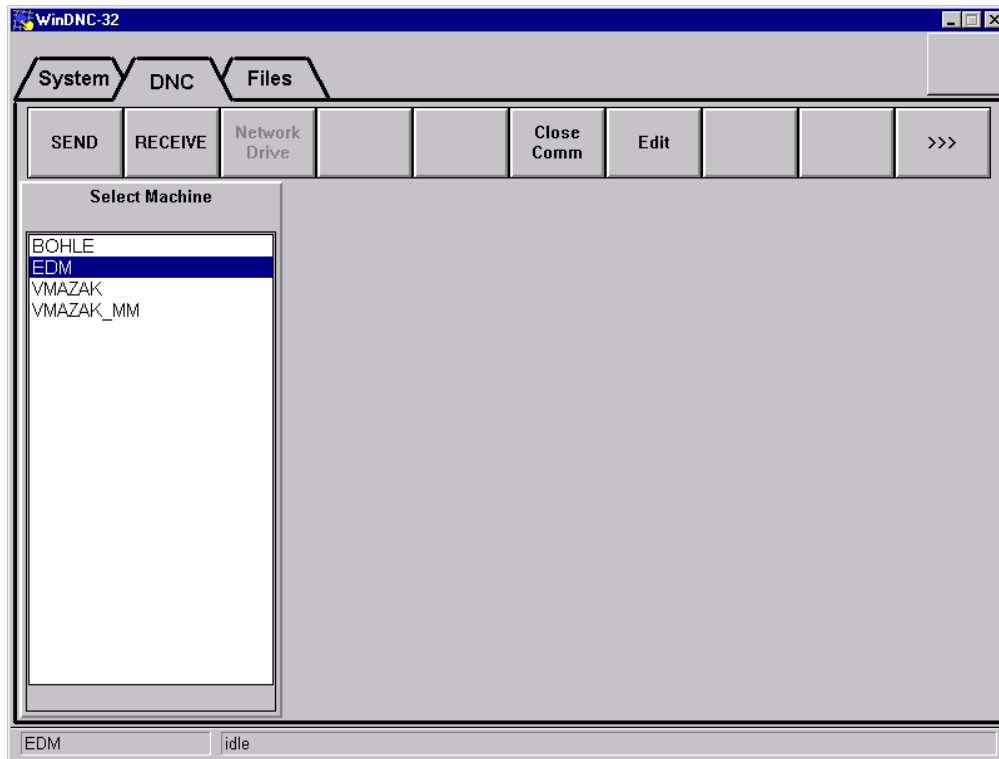 WinDNC-32
System DNC Files
SEND RECEIVE Network Drive Close Comm Edit >>>
Select Machine
BOHLE
EDM
VMAZAK
VMAZAK_MM
EDM idle